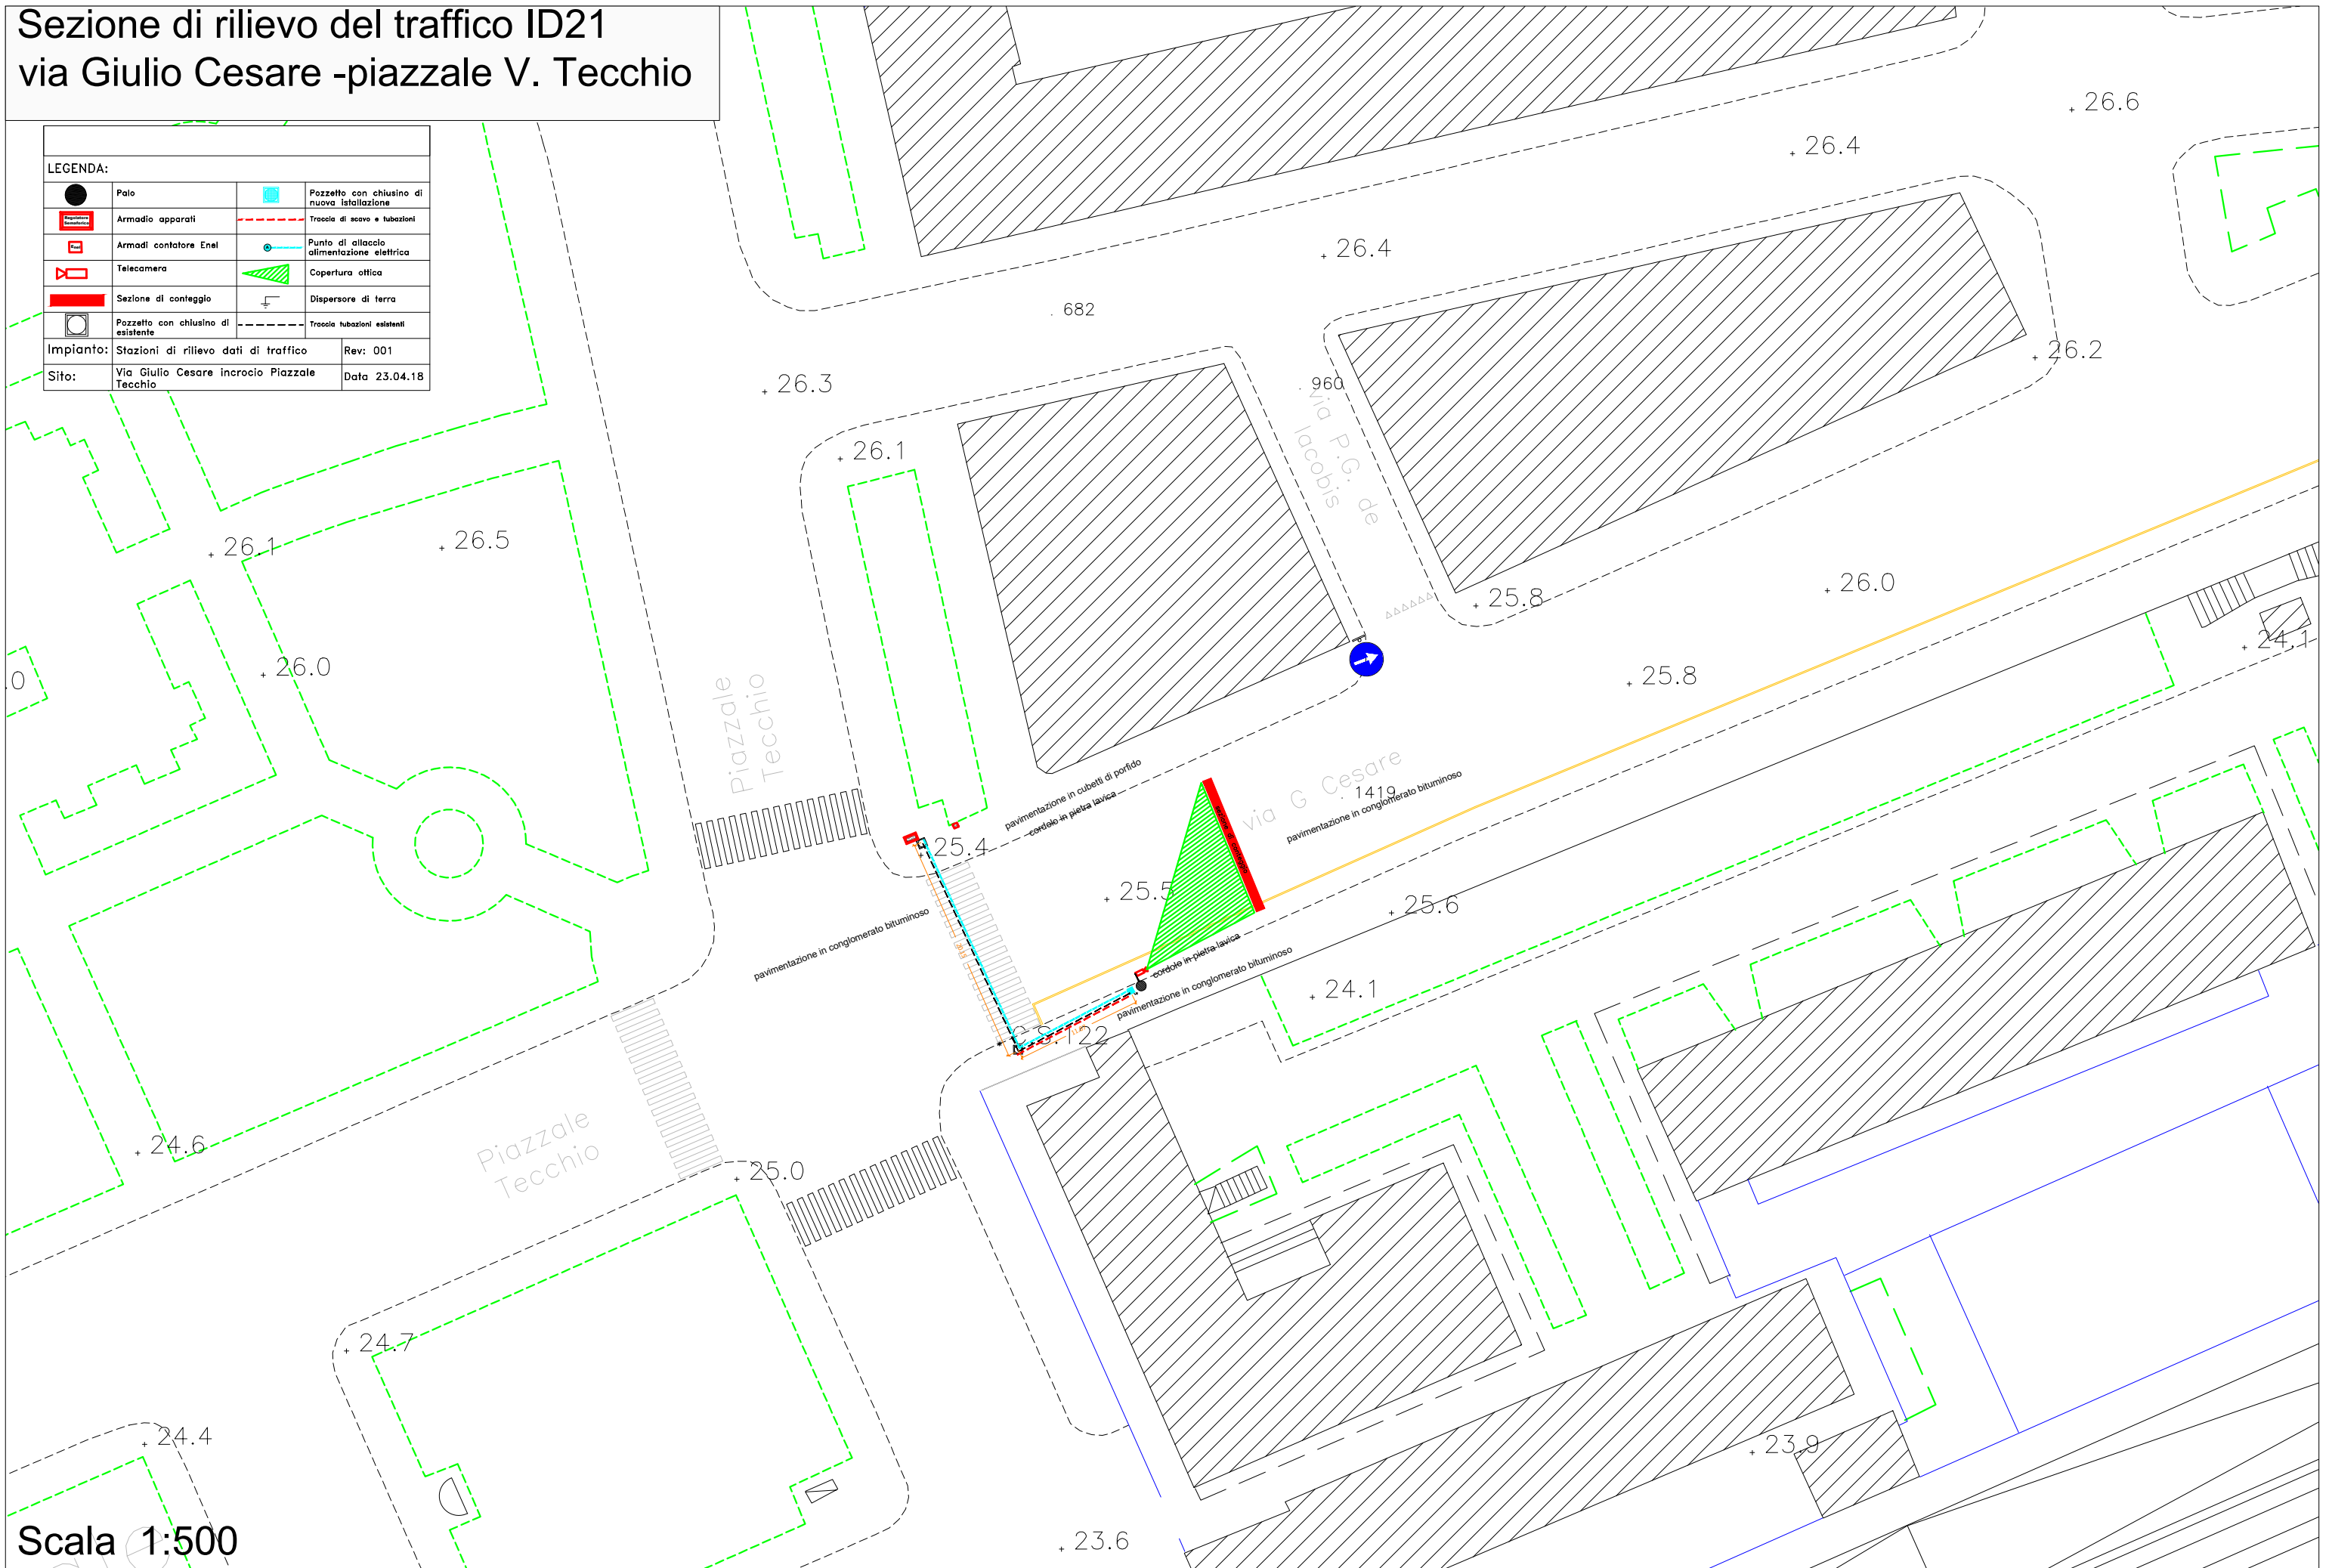 Sezione di rilievo del traffico ID21
via Giulio Cesare -piazzale V. Tecchio
LEGENDA:
Palo
Pozzetto con chiusino di
nuova istallazione
Regolatore
Semaforico
Armadio apparati
Traccia di scavo e tubazioni
Enel
Armadi contatore Enel
Punto di allaccio
alimentazione elettrica
Telecamera
Copertura ottica
Sezione di conteggio
Dispersore di terra
Pozzetto con chiusino di
esistente
Traccia tubazioni esistenti
Impianto:
Stazioni di rilievo dati di traffico
Rev: 001
Sito:
Via Giulio Cesare incrocio Piazzale
Tecchio
Data 23.04.18
26.6
26.4
26.4
682
26.2
26.3
960
via P.G. de
Iacobis
26.1
26.1
26.5
26.0
25.8
24.1
26.0
.0
25.8
Piazzale
Tecchio
pavimentazione in cubetti di porfido
cordolo in pietra lavica
via G Cesare
1419
pavimentazione in conglomerato bituminoso
sezione di conteggio
25.4
25.5
25.6
pavimentazione in conglomerato bituminoso
cordolo in pietra lavica
pavimentazione in conglomerato bituminoso
24.1
C.S.122
24.6
Piazzale
Tecchio
25.0
24.7
24.4
23.9
23.6
Scala 1:500